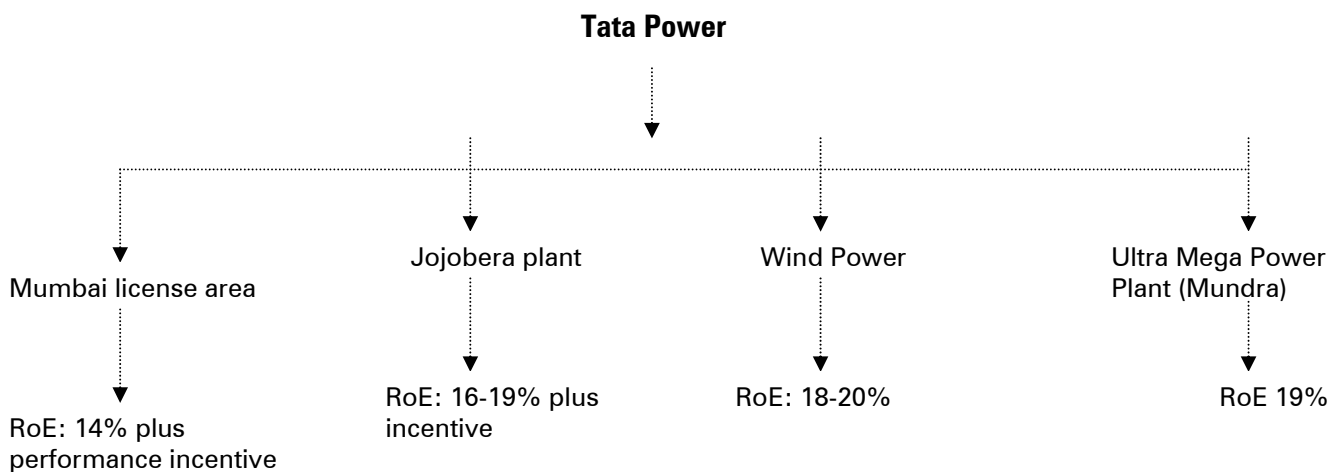 Tata Power
Mumbai license area
Jojobera plant
Wind Power
Ultra Mega Power
Plant (Mundra)
RoE: 14% plus
performance incentive
RoE: 16-19% plus
incentive
RoE: 18-20%
RoE 19%